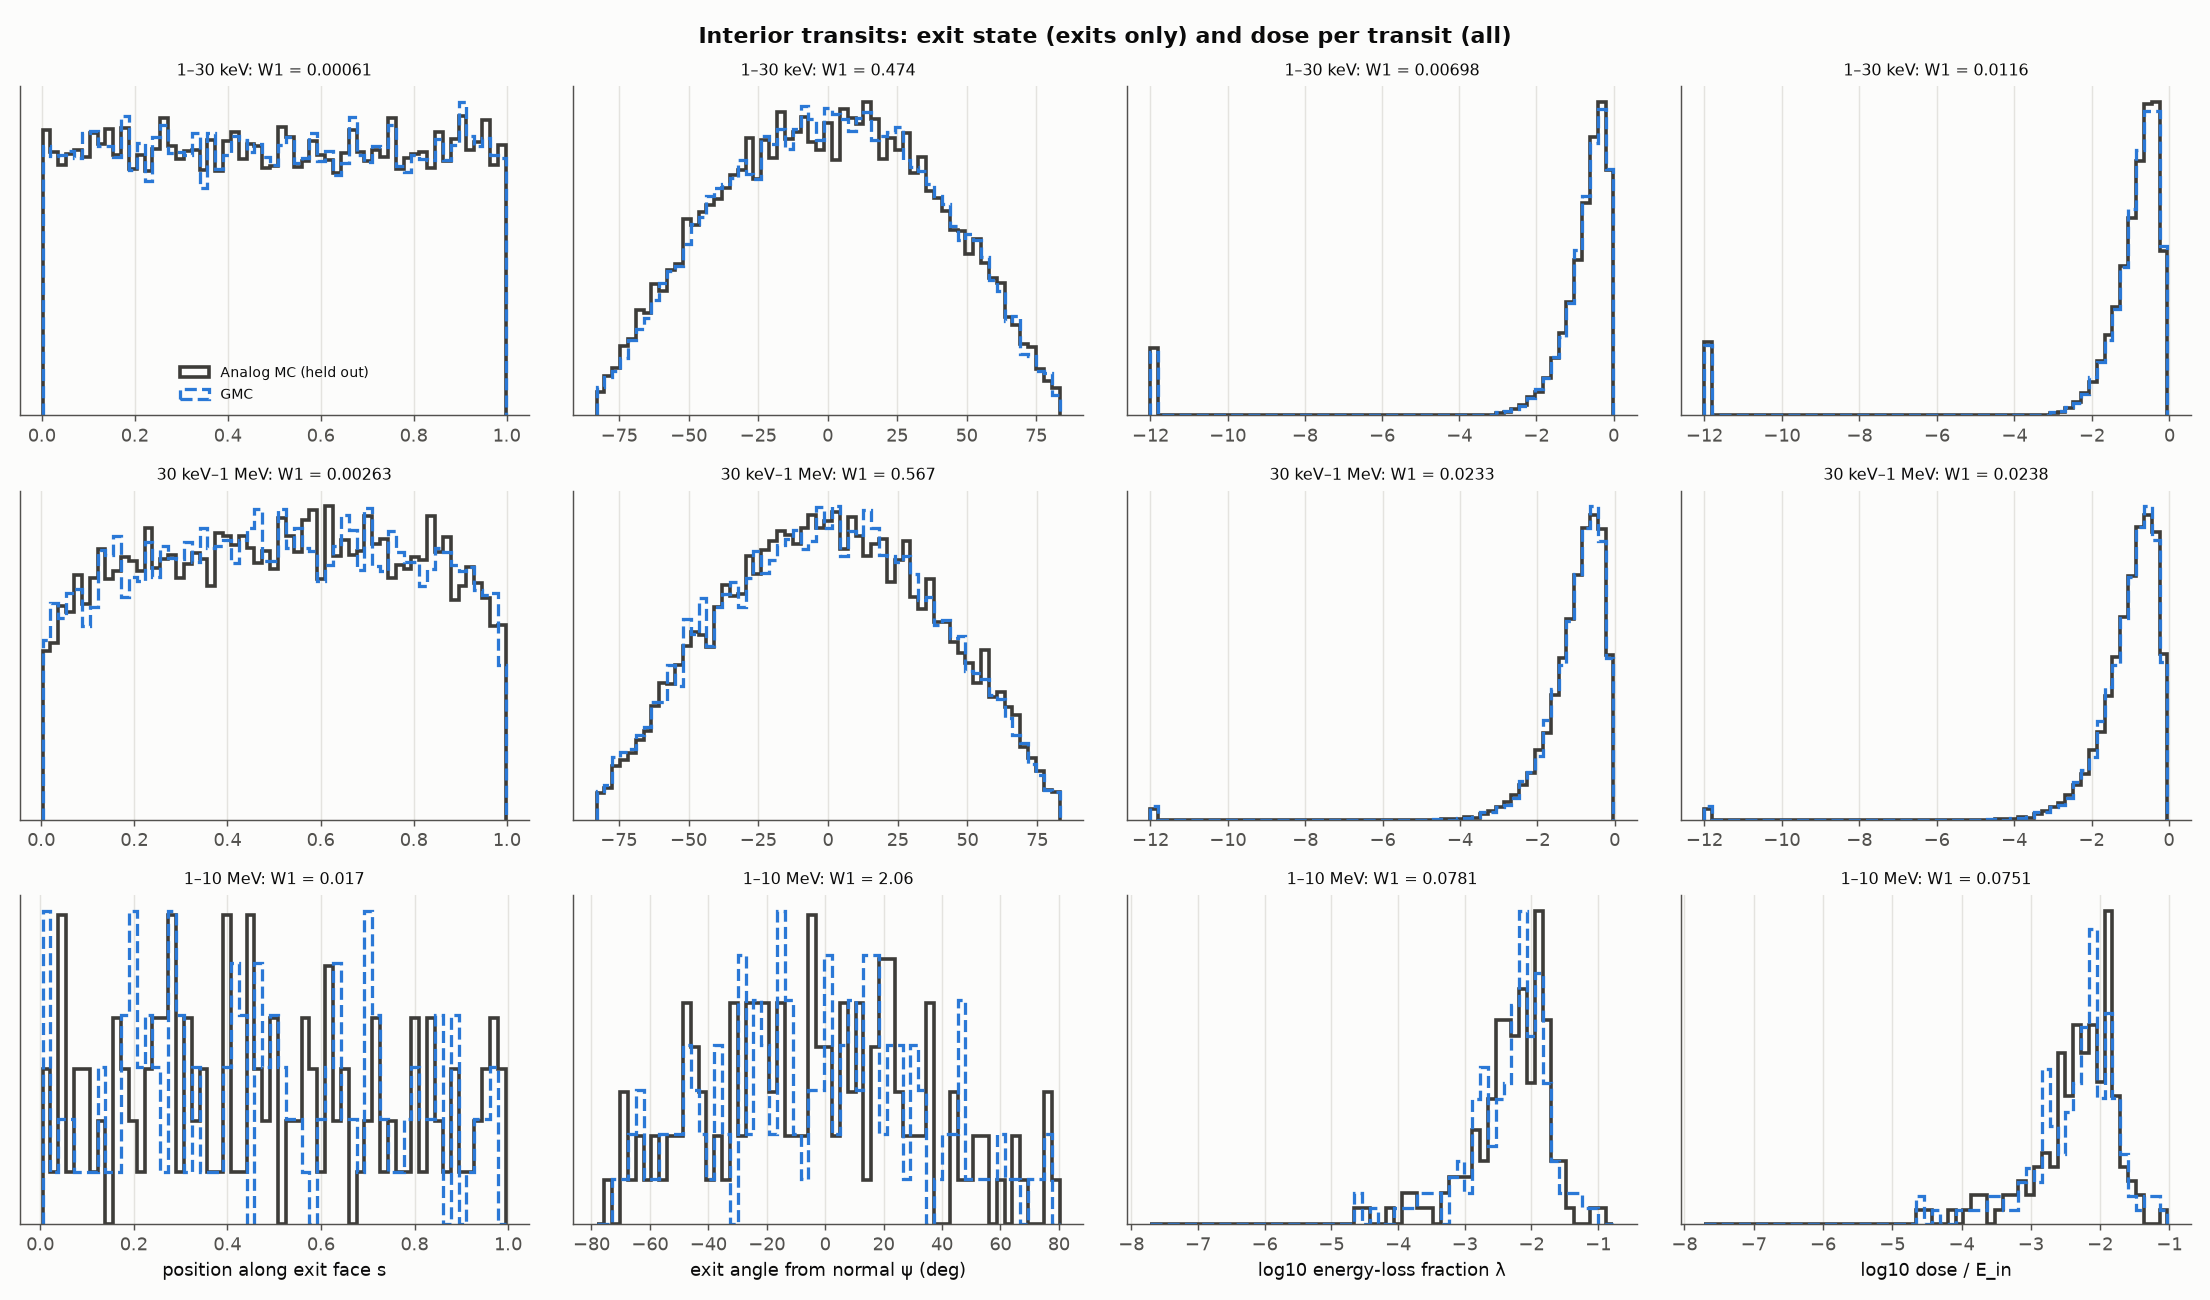 Interior transits: exit state (exits only) and dose per transit (all)
1–30 keV: W1 = 0.00061
1–30 keV: W1 = 0.474
1–30 keV: W1 = 0.00698
1–30 keV: W1 = 0.0116
Analog MC (held out)
GMC
0.0 0.2 0.4 0.6 0.8 1.0
−75 −50 −25 0 25 50 75
−12 −10 −8 −6 −4 −2 0
−12 −10 −8 −6 −4 −2 0
30 keV–1 MeV: W1 = 0.00263
30 keV–1 MeV: W1 = 0.567
30 keV–1 MeV: W1 = 0.0233
30 keV–1 MeV: W1 = 0.0238
0.0 0.2 0.4 0.6 0.8 1.0
−75 −50 −25 0 25 50 75
−12 −10 −8 −6 −4 −2 0
−12 −10 −8 −6 −4 −2 0
1–10 MeV: W1 = 0.017
1–10 MeV: W1 = 2.06
1–10 MeV: W1 = 0.0781
1–10 MeV: W1 = 0.0751
0.0 0.2 0.4 0.6 0.8 1.0
−80 −60 −40 −20 0 20 40 60 80
−8 −7 −6 −5 −4 −3 −2 −1
−8 −7 −6 −5 −4 −3 −2 −1
position along exit face s
exit angle from normal ψ (deg)
log10 energy-loss fraction λ
log10 dose / E_in